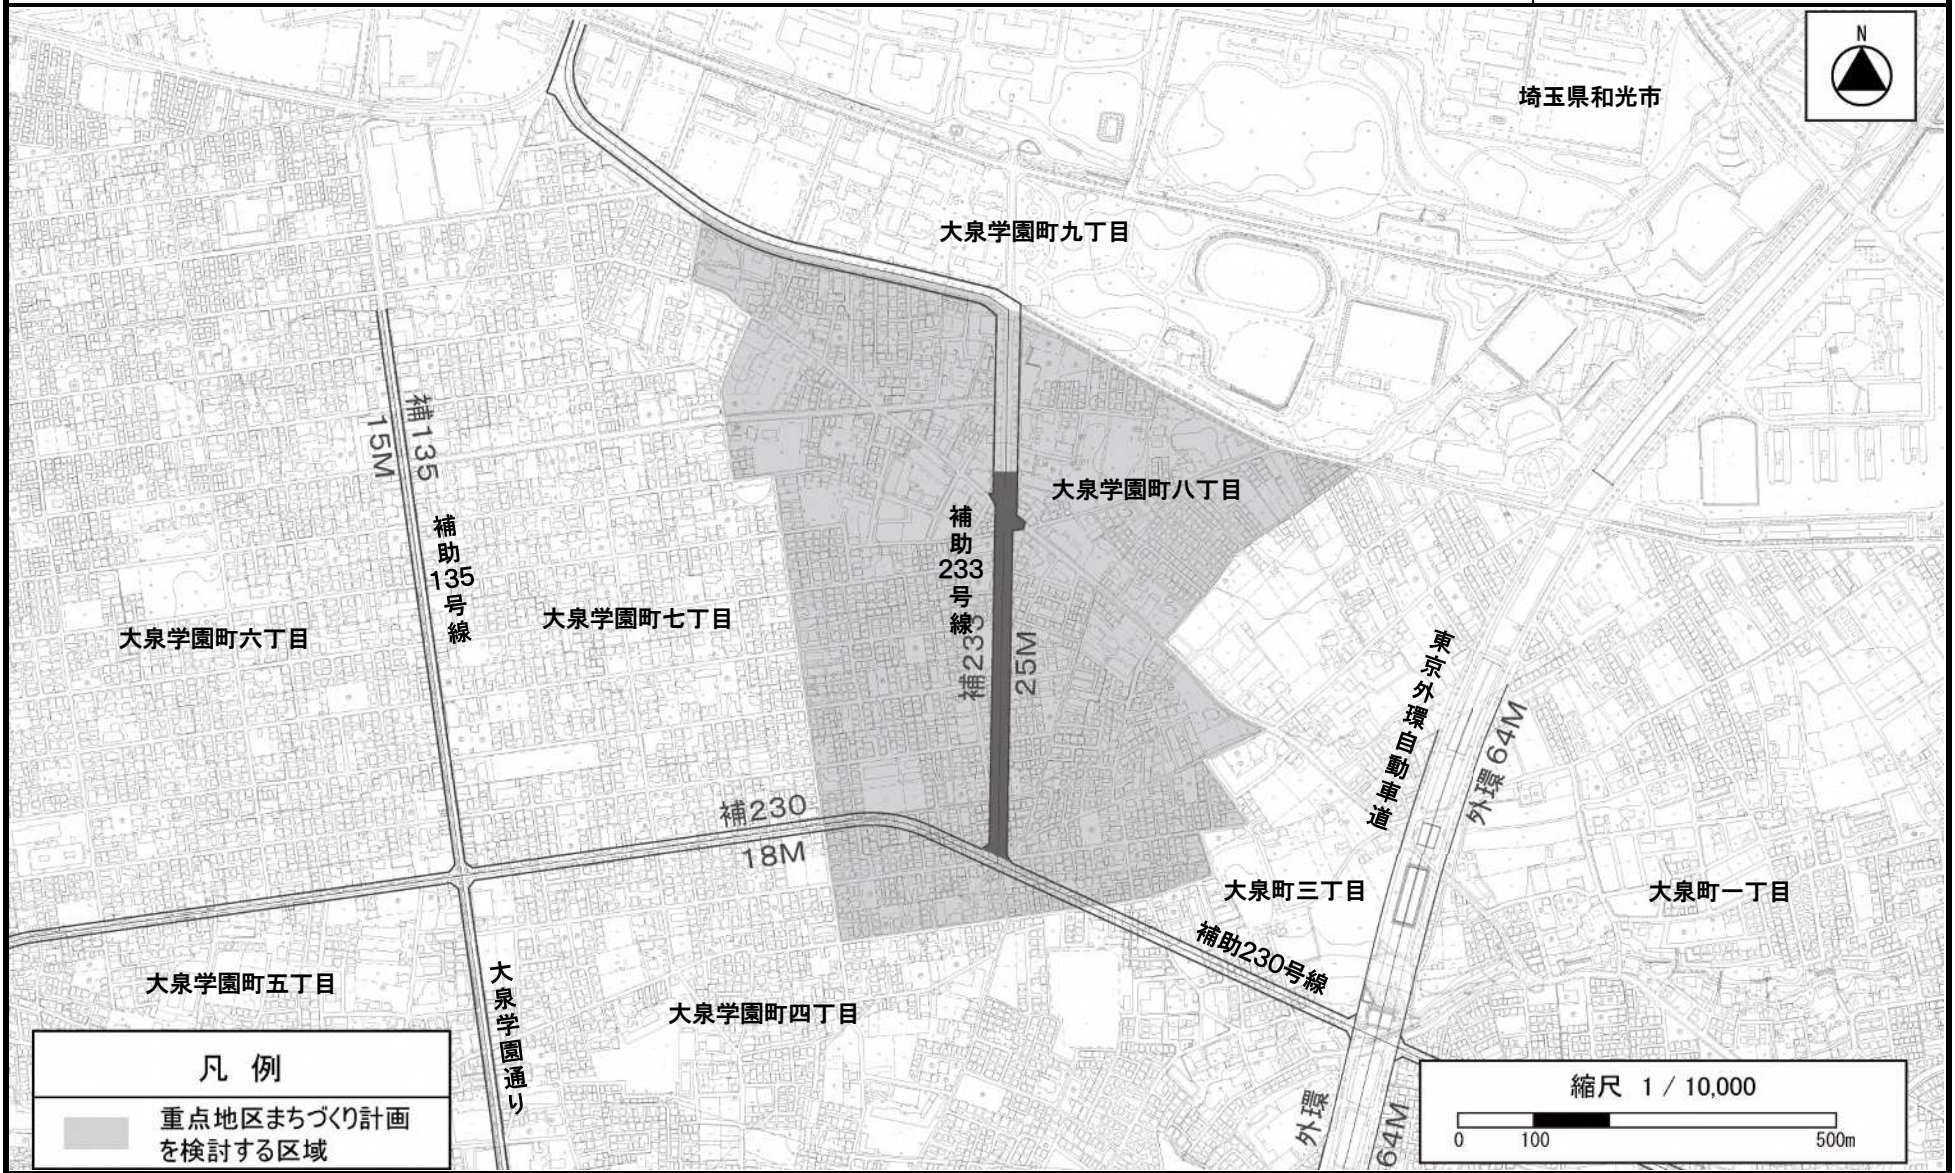 N
埼玉県和光市
大泉学園町九丁目
補135
15M
補助135号線
大泉学園町八丁目
補助233号線
補233
25M
大泉学園町七丁目
大泉学園町六丁目
東京外環自動車道
外環 64M
補230
18M
大泉町三丁目
大泉町一丁目
補助230号線
大泉学園町五丁目
大泉学園通り
大泉学園町四丁目
外環
64M
凡 例
重点地区まちづくり計画
を検討する区域
縮尺 1 / 10,000
0 100 500m